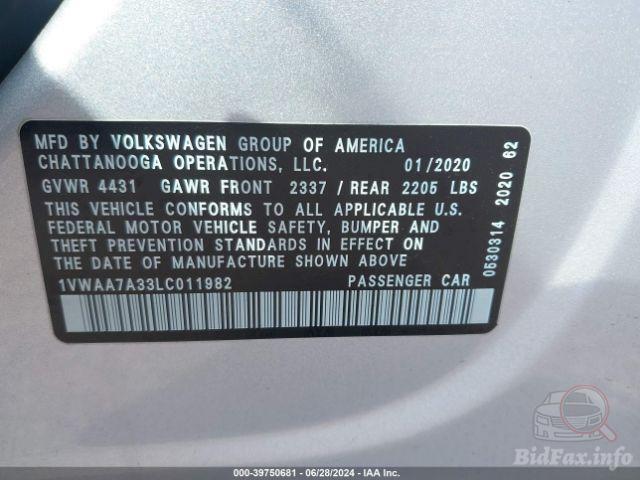 MFD BY VOLKSWAGEN GROUP OF AMERICA
CHATTANOOGA OPERATIONS, LLC. 01/2020
GVWR 4431 GAWR FRONT 2337 / REAR 2205 LBS
THIS VEHICLE CONFORMS TO ALL APPLICABLE U.S.
FEDERAL MOTOR VEHICLE SAFETY, BUMPER AND
THEFT PREVENTION STANDARDS IN EFFECT ON
THE DATE OF MANUFACTURE SHOWN ABOVE
1VWAA7A33LC011982 PASSENGER CAR
0530314 2020 62
BidFax.info
000-39750681 - 06/28/2024 - IAA Inc.